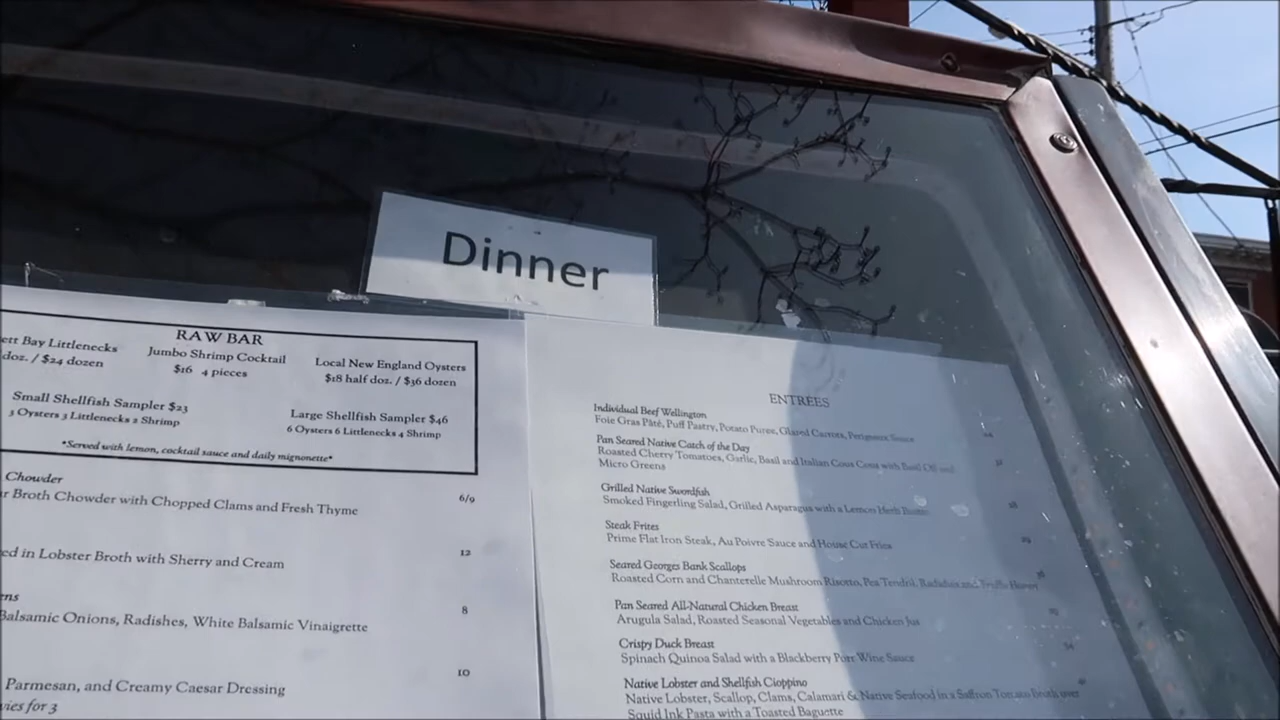 Dinner
RAW BAR
ett Bay Littlenecks
doz. / $24 dozen
Jumbo Shrimp Cocktail
$16 4 pieces
Local New England Oysters
$18 half doz. / $36 dozen
Small Shellfish Sampler $23
3 Oysters 3 Littlenecks 2 Shrimp
Large Shellfish Sampler $46
6 Oysters 6 Littlenecks 4 Shrimp
*Served with lemon, cocktail sauce and daily mignonette*
Chowder
r Broth Chowder with Chopped Clams and Fresh Thyme 6/9
ed in Lobster Broth with Sherry and Cream 12
ens
Balsamic Onions, Radishes, White Balsamic Vinaigrette 8
Parmesan, and Creamy Caesar Dressing 10
vies for 3
ENTREES
Individual Beef Wellington
Foie Gras Pâté, Puff Pastry, Potato Puree, Glazed Carrots, Perigueux Sauce
Pan Seared Native Catch of the Day
Roasted Cherry Tomatoes, Garlic, Basil and Italian Cous Cous with Basil Oil and
Micro Greens
Grilled Native Swordfish
Smoked Fingerling Salad, Grilled Asparagus with a Lemon Herb Butter
Steak Frites
Prime Flat Iron Steak, Au Poivre Sauce and House Cut Fries
Seared Georges Bank Scallops
Roasted Corn and Chanterelle Mushroom Risotto, Pea Tendril, Radishes and Truffle Honey
Pan Seared All-Natural Chicken Breast
Arugula Salad, Roasted Seasonal Vegetables and Chicken Jus
Crispy Duck Breast
Spinach Quinoa Salad with a Blackberry Port Wine Sauce
Native Lobster and Shellfish Cioppino
Native Lobster, Scallop, Clams, Calamari & Native Seafood in a Saffron Tomato Broth over
Squid Ink Pasta with a Toasted Baguette